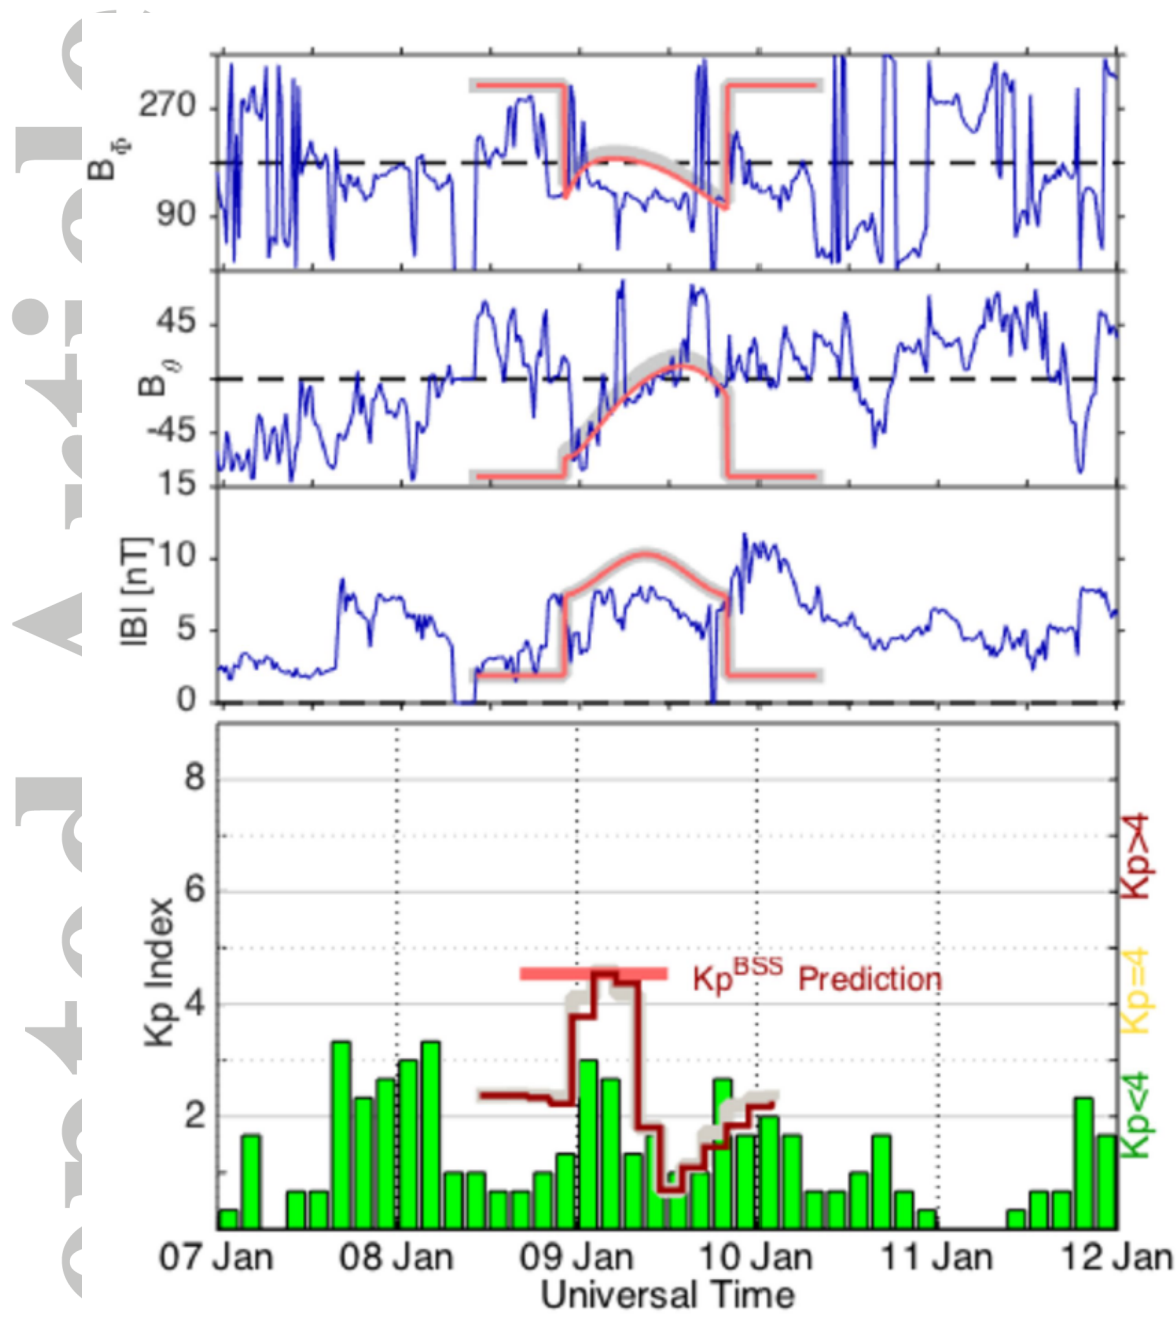 270
90
BΦ
45
-45
15
Bθ
10
5
0
|B| [nT]
8
6
4
2
Kp Index
Kp^BSS Prediction
Kp>4
Kp=4
Kp<4
07 Jan 08 Jan 09 Jan 10 Jan 11 Jan 12 Jan
Universal Time